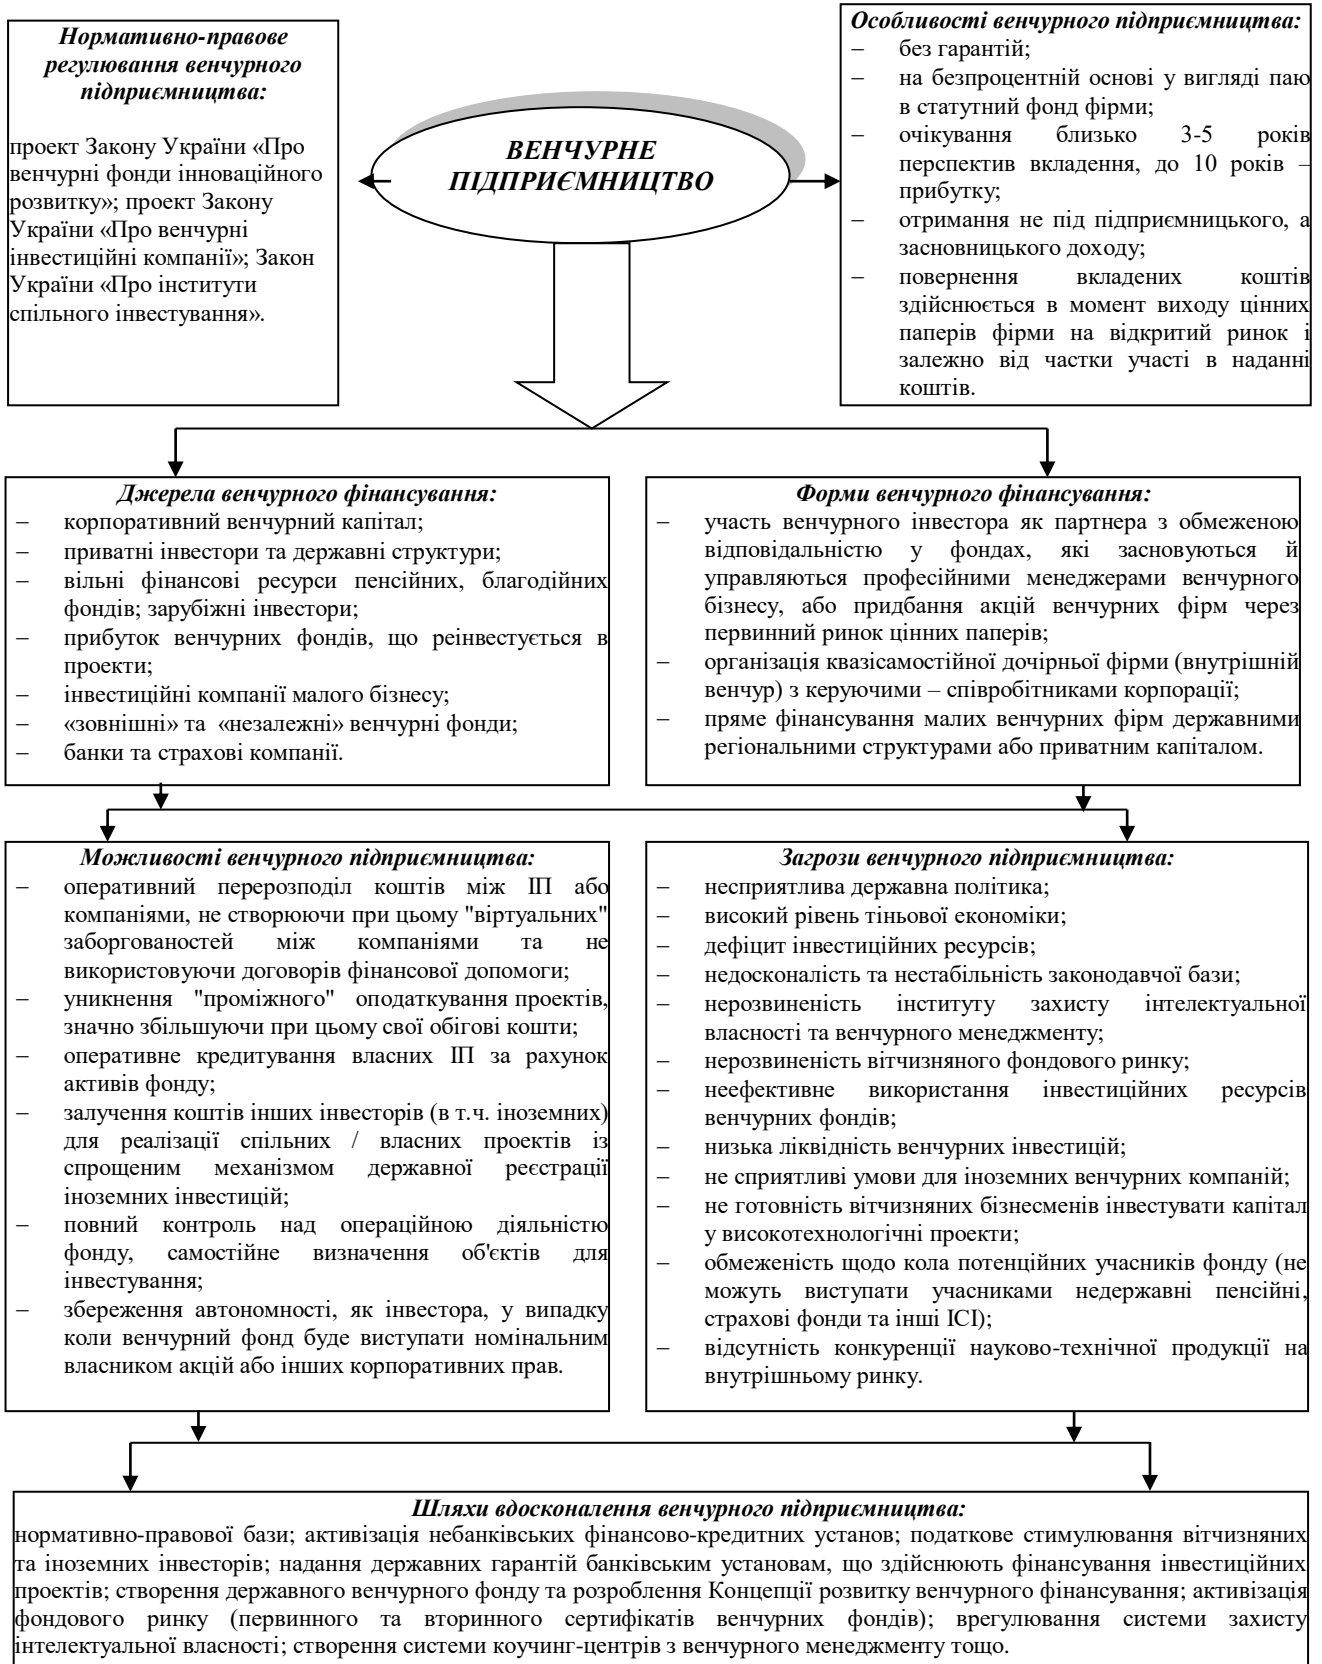 Нормативно-правове
регулювання венчурного
підприємництва:
проект Закону України «Про
венчурні фонди інноваційного
розвитку»; проект Закону
України «Про венчурні
інвестиційні компанії»; Закон
України «Про інститути
спільного інвестування».
ВЕНЧУРНЕ
ПІДПРИЄМНИЦТВО
Особливості венчурного підприємництва:
– без гарантій;
– на безпроцентній основі у вигляді паю
в статутний фонд фірми;
– очікування близько 3-5 років
перспектив вкладення, до 10 років –
прибутку;
– отримання не під підприємницького, а
засновницького доходу;
– повернення вкладених коштів
здійснюється в момент виходу цінних
паперів фірми на відкритий ринок і
залежно від частки участі в наданні
коштів.
Джерела венчурного фінансування:
– корпоративний венчурний капітал;
– приватні інвестори та державні структури;
– вільні фінансові ресурси пенсійних, благодійних
фондів; зарубіжні інвестори;
– прибуток венчурних фондів, що реінвестується в
проекти;
– інвестиційні компанії малого бізнесу;
– «зовнішні» та «незалежні» венчурні фонди;
– банки та страхові компанії.
Форми венчурного фінансування:
– участь венчурного інвестора як партнера з обмеженою
відповідальністю у фондах, які засновуються й
управляються професійними менеджерами венчурного
бізнесу, або придбання акцій венчурних фірм через
первинний ринок цінних паперів;
– організація квазісамостійної дочірньої фірми (внутрішній
венчур) з керуючими – співробітниками корпорації;
– пряме фінансування малих венчурних фірм державними
регіональними структурами або приватним капіталом.
Можливості венчурного підприємництва:
– оперативний перерозподіл коштів між ІП або
компаніями, не створюючи при цьому "віртуальних"
заборгованостей між компаніями та не
використовуючи договорів фінансової допомоги;
– уникнення "проміжного" оподаткування проектів,
значно збільшуючи при цьому свої обігові кошти;
– оперативне кредитування власних ІП за рахунок
активів фонду;
– залучення коштів інших інвесторів (в т.ч. іноземних)
для реалізації спільних / власних проектів із
спрощеним механізмом державної реєстрації
іноземних інвестицій;
– повний контроль над операційною діяльністю
фонду, самостійне визначення об'єктів для
інвестування;
– збереження автономності, як інвестора, у випадку
коли венчурний фонд буде виступати номінальним
власником акцій або інших корпоративних прав.
Загрози венчурного підприємництва:
– несприятлива державна політика;
– високий рівень тіньової економіки;
– дефіцит інвестиційних ресурсів;
– недосконалість та нестабільність законодавчої бази;
– нерозвиненість інституту захисту інтелектуальної
власності та венчурного менеджменту;
– нерозвиненість вітчизняного фондового ринку;
– неефективне використання інвестиційних ресурсів
венчурних фондів;
– низька ліквідність венчурних інвестицій;
– не сприятливі умови для іноземних венчурних компаній;
– не готовність вітчизняних бізнесменів інвестувати капітал
у високотехнологічні проекти;
– обмеженість щодо кола потенційних учасників фонду (не
можуть виступати учасниками недержавні пенсійні,
страхові фонди та інші ІСІ);
– відсутність конкуренції науково-технічної продукції на
внутрішньому ринку.
Шляхи вдосконалення венчурного підприємництва:
нормативно-правової бази; активізація небанківських фінансово-кредитних установ; податкове стимулювання вітчизняних
та іноземних інвесторів; надання державних гарантій банківським установам, що здійснюють фінансування інвестиційних
проектів; створення державного венчурного фонду та розроблення Концепції розвитку венчурного фінансування; активізація
фондового ринку (первинного та вторинного сертифікатів венчурних фондів); врегулювання системи захисту
інтелектуальної власності; створення системи коучинг-центрів з венчурного менеджменту тощо.